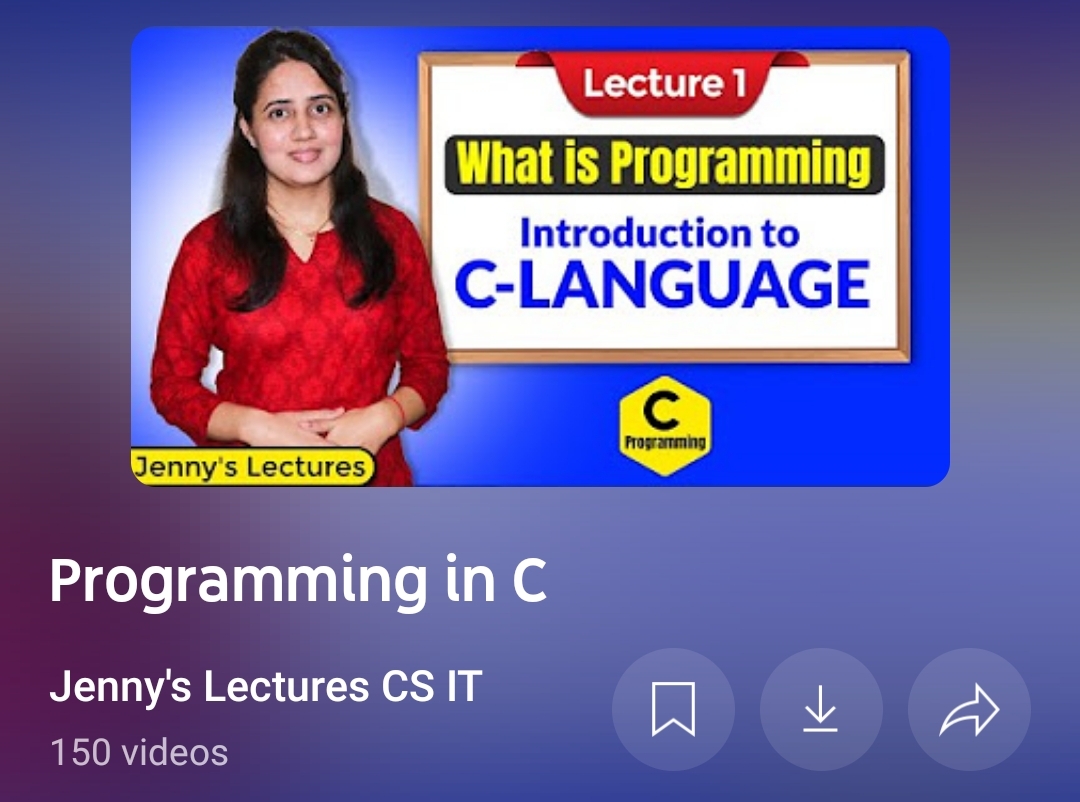 Lecture 1
What is Programming
Introduction to
C-LANGUAGE
C
Programming
Jenny's Lectures
Programming in C
Jenny's Lectures CS IT
150 videos